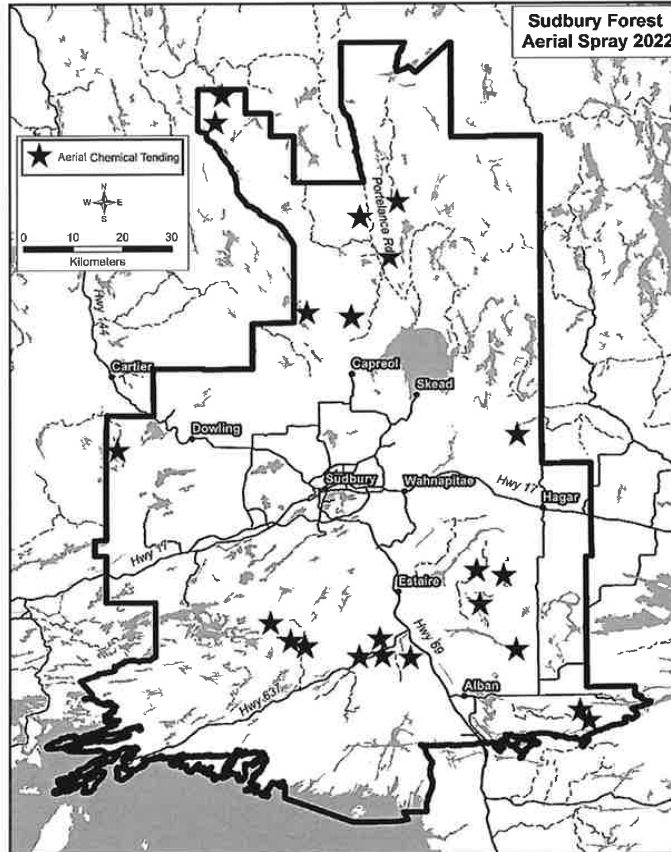 Sudbury Forest
Aerial Spray 2022
Aerial Chemical Tending
N
W E
S
0 10 20 30
Kilometers
Portelance Rd
Hwy 144
Cartier
Capreol
Skead
Dowling
Sudbury
Wahnapitae
Hwy 17
Hagar
Hwy 17
Estaire
Hwy 69
Alban
Hwy 637